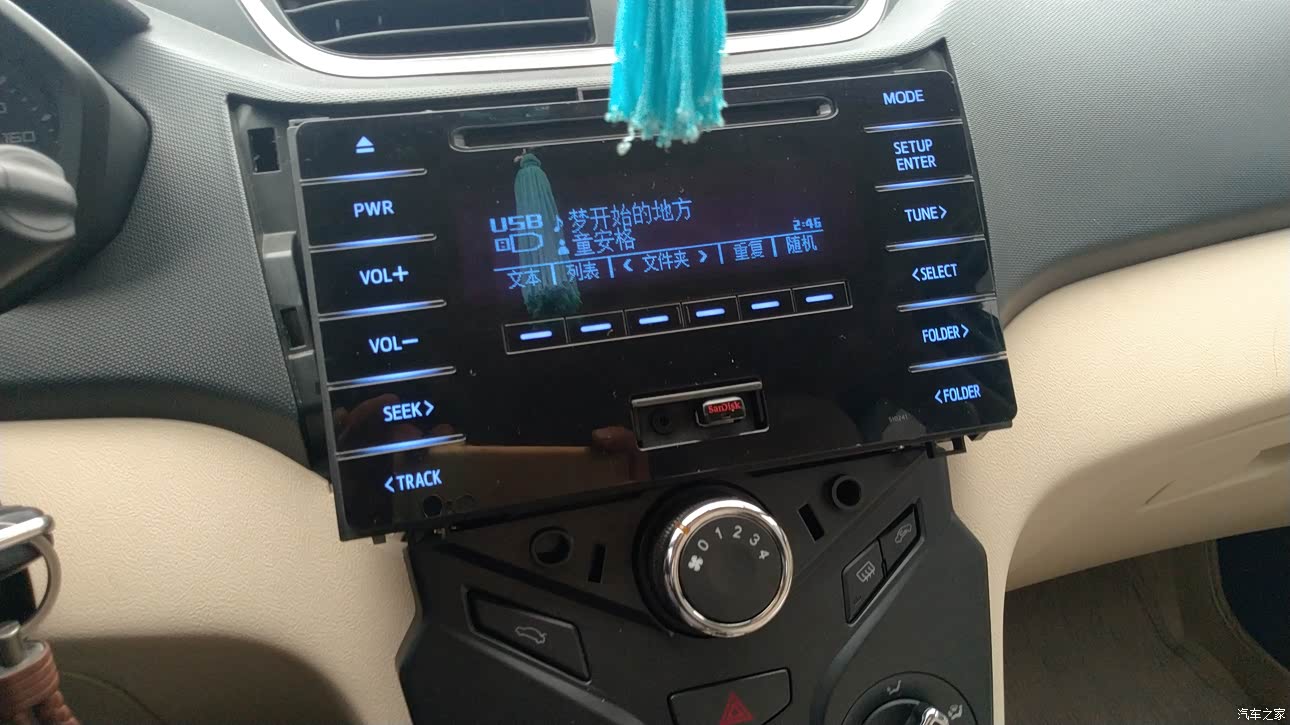 160
MODE
PWR
SETUP
ENTER
VOL+
TUNE>
USB ♪ 梦开始的地方
童安格
2:46
文本 | 列表 | < 文件夹 > | 重复 | 随机
<SELECT
VOL−
FOLDER>
SEEK>
SanDisk
<FOLDER
<TRACK
0 1 2 3 4
汽车之家